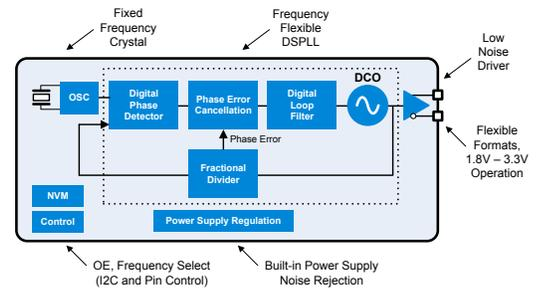 Fixed
Frequency
Crystal
Frequency
Flexible
DSPLL
Low
Noise
Driver
OSC
Digital
Phase
Detector
Phase Error
Cancellation
Digital
Loop
Filter
DCO
Phase Error
Fractional
Divider
Flexible
Formats,
1.8V – 3.3V
Operation
NVM
Control
Power Supply Regulation
OE, Frequency Select
(I2C and Pin Control)
Built-in Power Supply
Noise Rejection